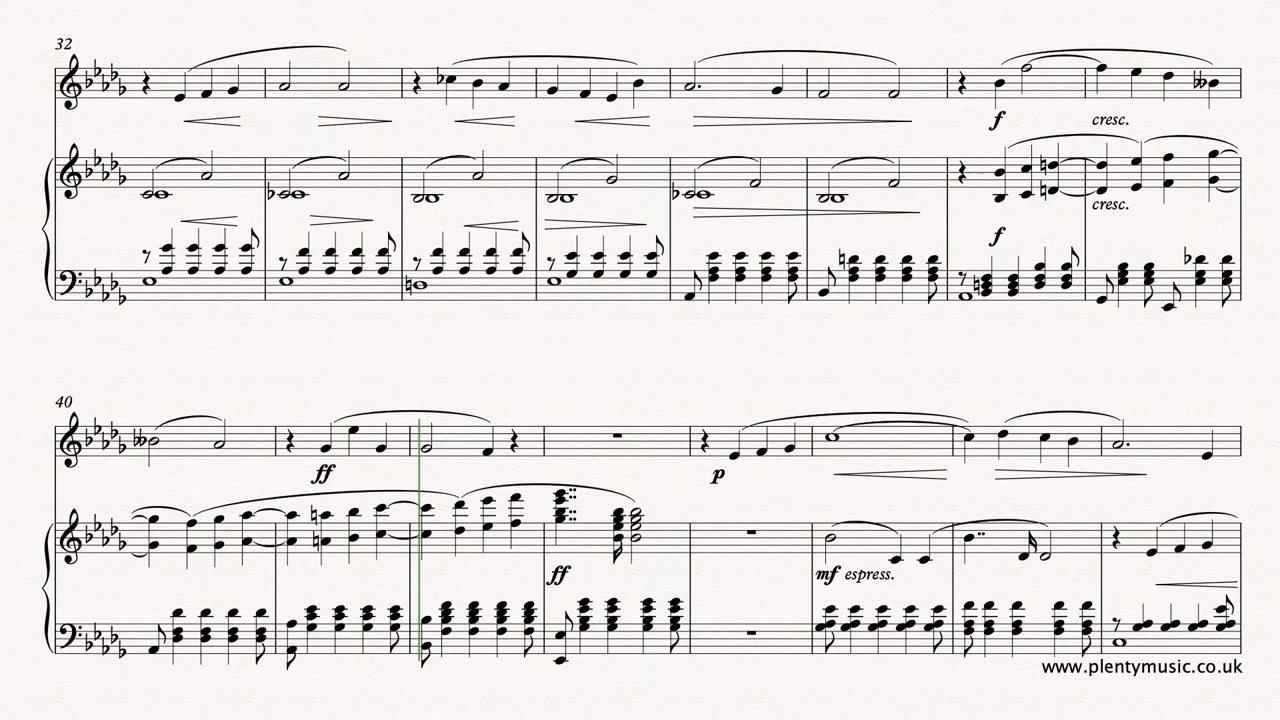 32
f cresc.
cresc.
f
40
ff
p
ff
mf espress.
www.plentymusic.co.uk